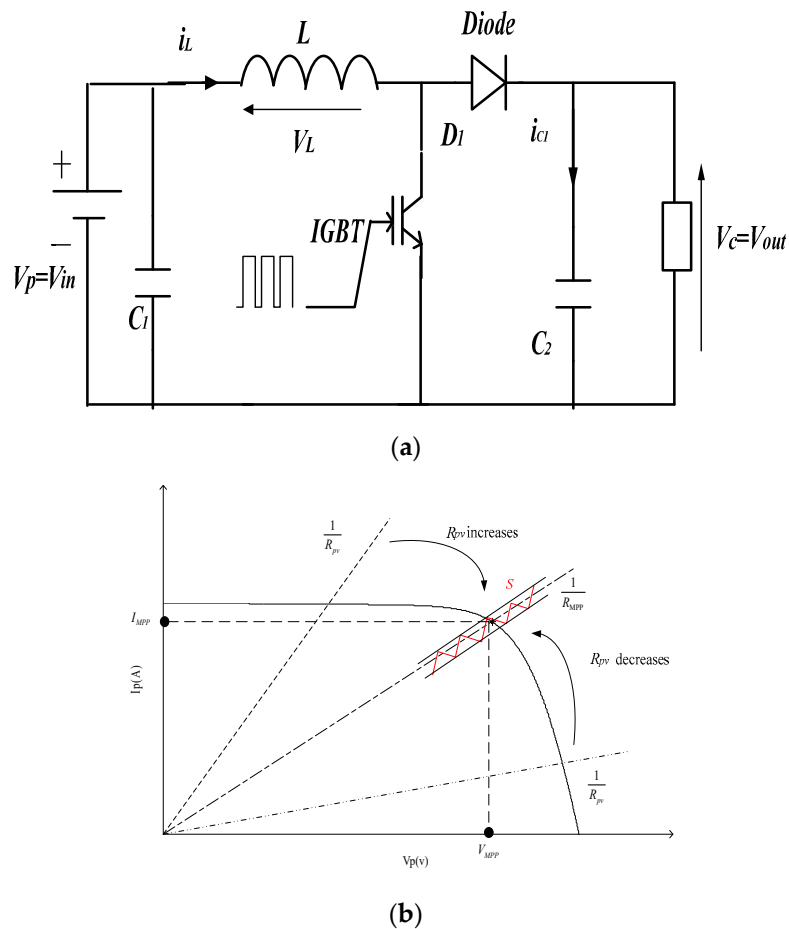 iL
L
Diode
VL
D1
iC1
+
IGBT
−
Vp=Vin
C1
C2
Vc=Vout
(a)
1/Rpv
Rpv increases
S
1/RMPP
IMPP
Ip(A)
Rpv decreases
1/Rpv
VMPP
Vp(v)
(b)